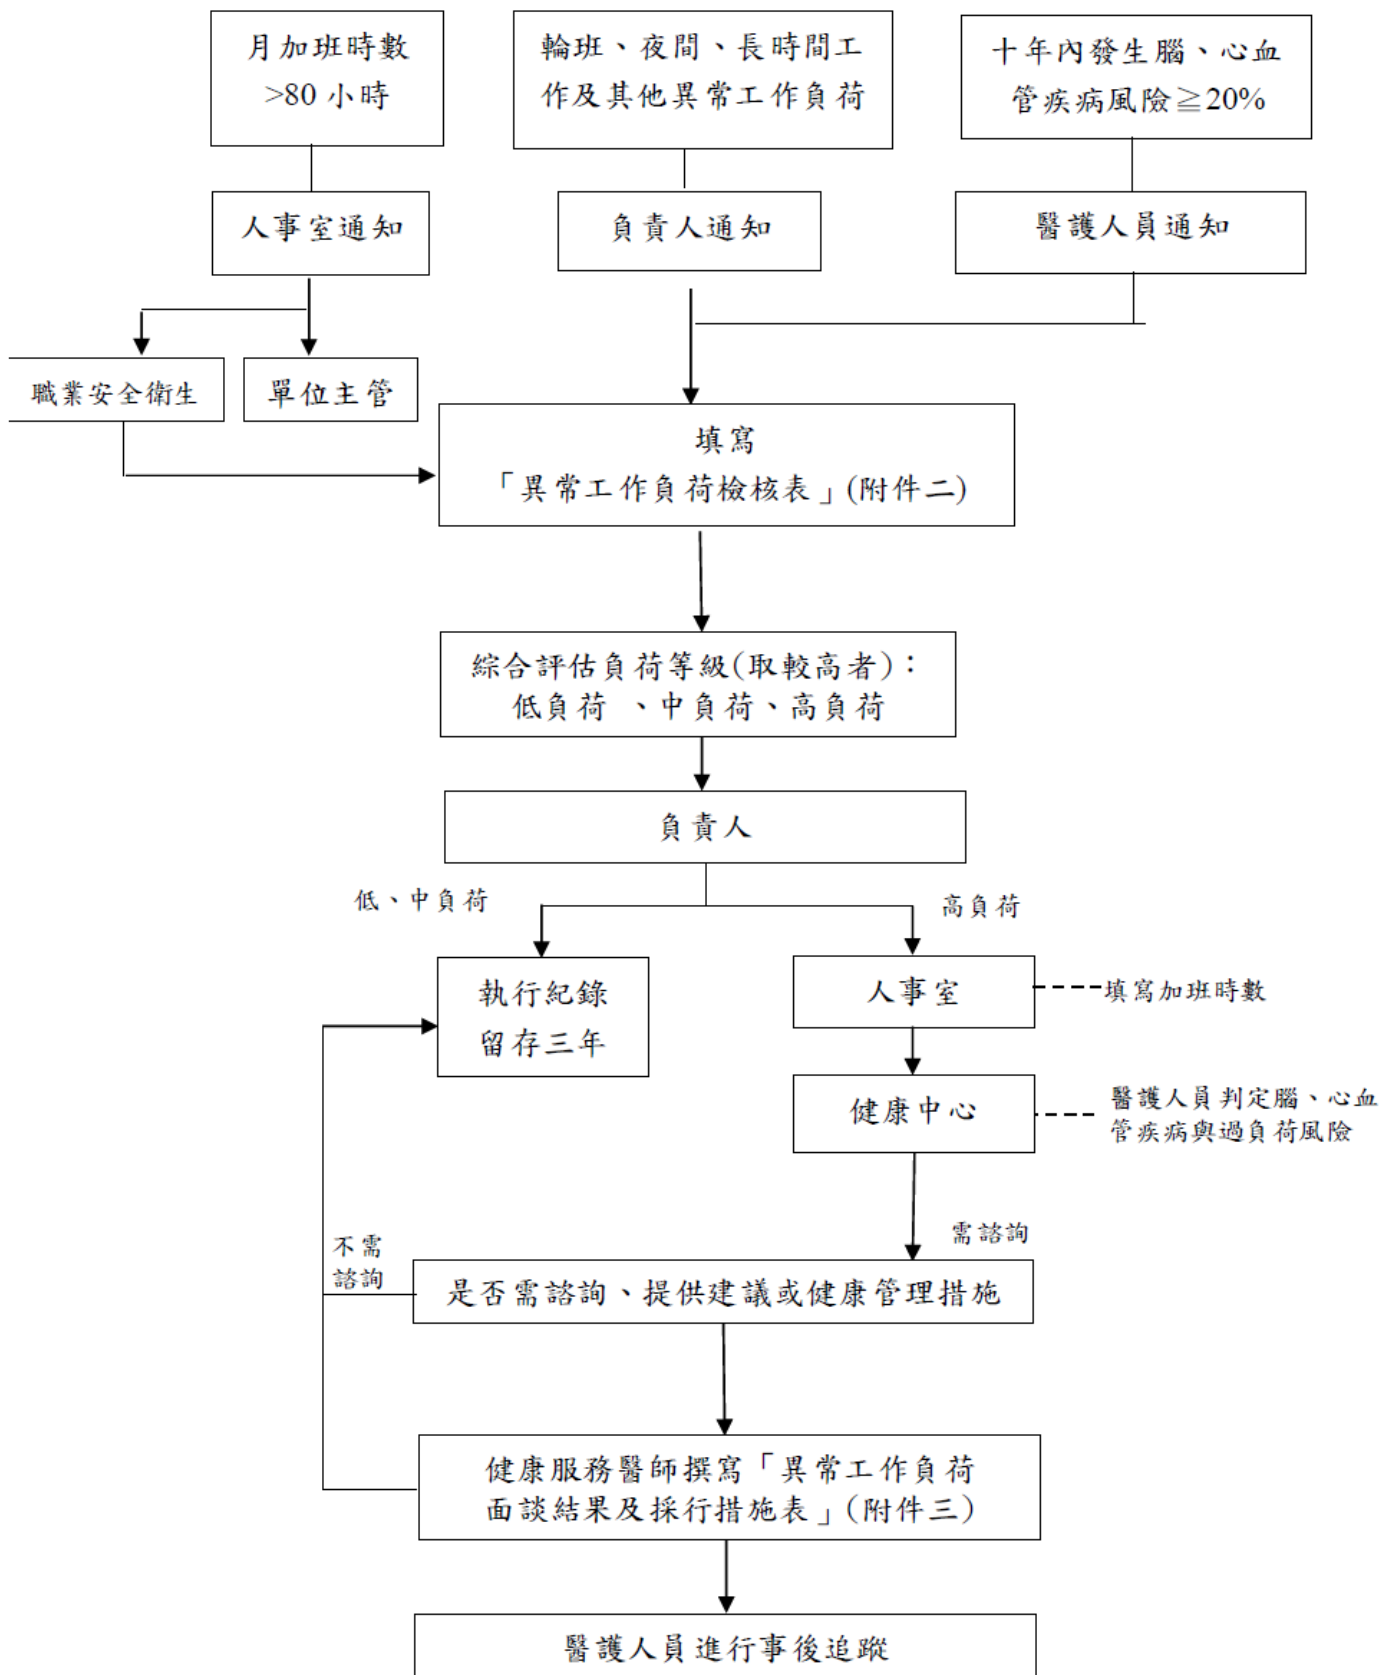 月加班時數
>80 小時
輪班、夜間、長時間工
作及其他異常工作負荷
十年內發生腦、心血
管疾病風險≧20%
人事室通知
負責人通知
醫護人員通知
職業安全衛生
單位主管
填寫
「異常工作負荷檢核表」(附件二)
綜合評估負荷等級(取較高者)：
低負荷 、中負荷、高負荷
負責人
低、中負荷
高負荷
執行紀錄
留存三年
人事室
填寫加班時數
健康中心
醫護人員判定腦、心血
管疾病與過負荷風險
需諮詢
不需
諮詢
是否需諮詢、提供建議或健康管理措施
健康服務醫師撰寫「異常工作負荷
面談結果及採行措施表」(附件三)
醫護人員進行事後追蹤